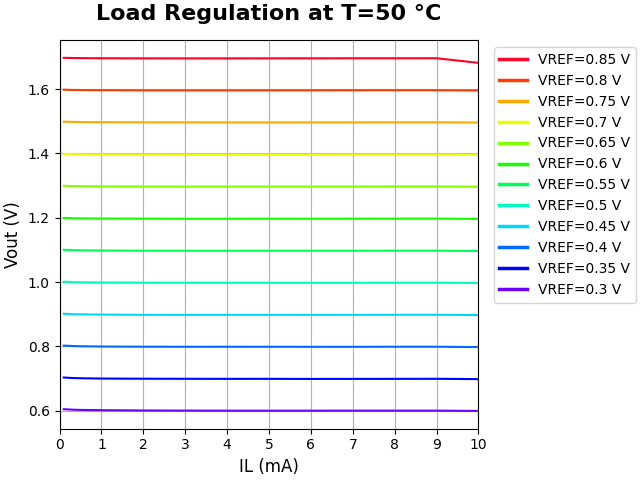 Load Regulation at T=50 °C
Vout (V)
1.6
1.4
1.2
1.0
0.8
0.6
0 1 2 3 4 5 6 7 8 9 10
IL (mA)
VREF=0.85 V
VREF=0.8 V
VREF=0.75 V
VREF=0.7 V
VREF=0.65 V
VREF=0.6 V
VREF=0.55 V
VREF=0.5 V
VREF=0.45 V
VREF=0.4 V
VREF=0.35 V
VREF=0.3 V